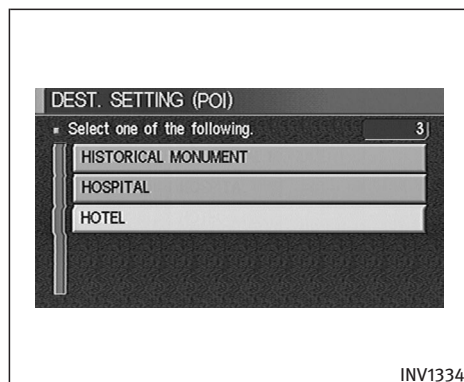 DEST. SETTING (POI)
Select one of the following.
3
HISTORICAL MONUMENT
HOSPITAL
HOTEL
INV1334